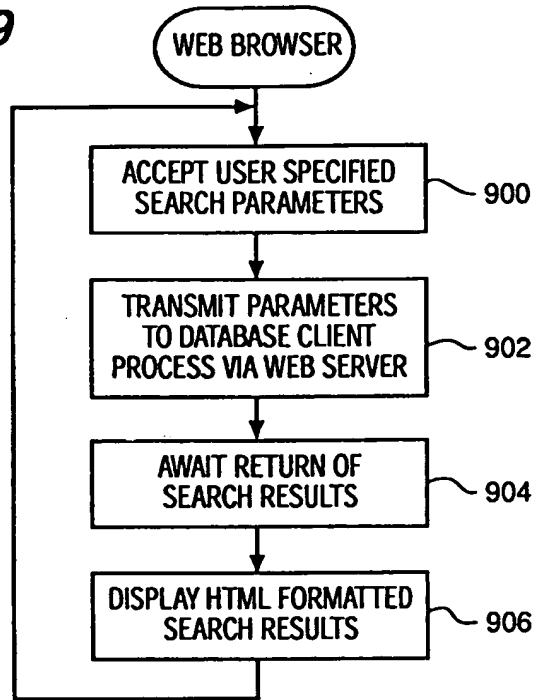 9
WEB BROWSER
ACCEPT USER SPECIFIED
SEARCH PARAMETERS
900
TRANSMIT PARAMETERS
TO DATABASE CLIENT
PROCESS VIA WEB SERVER
902
AWAIT RETURN OF
SEARCH RESULTS
904
DISPLAY HTML FORMATTED
SEARCH RESULTS
906